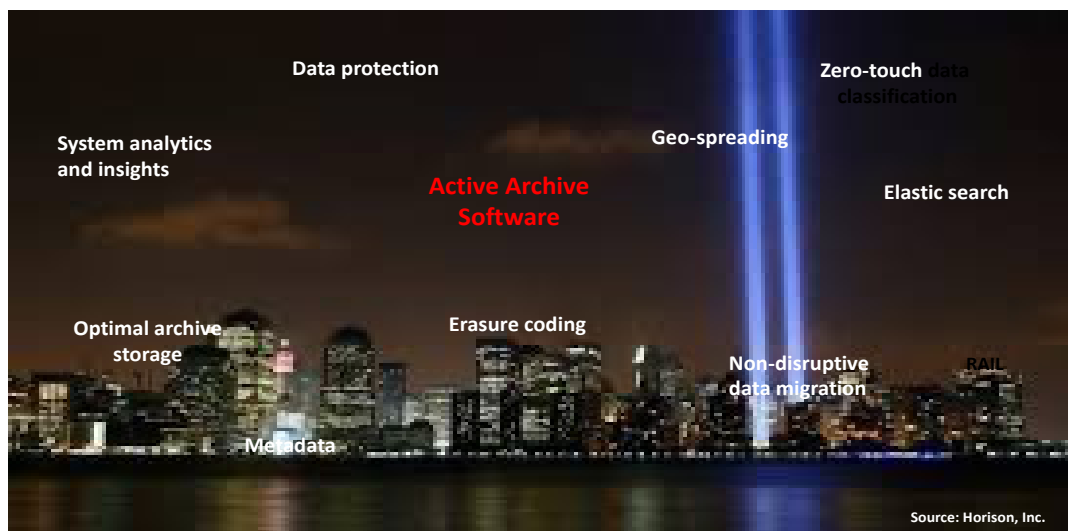 Data protection
Zero-touch data
classification
System analytics
and insights
Geo-spreading
Active Archive
Software
Elastic search
Optimal archive
storage
Erasure coding
Non-disruptive
data migration
RAIL
Metadata
Source: Horison, Inc.